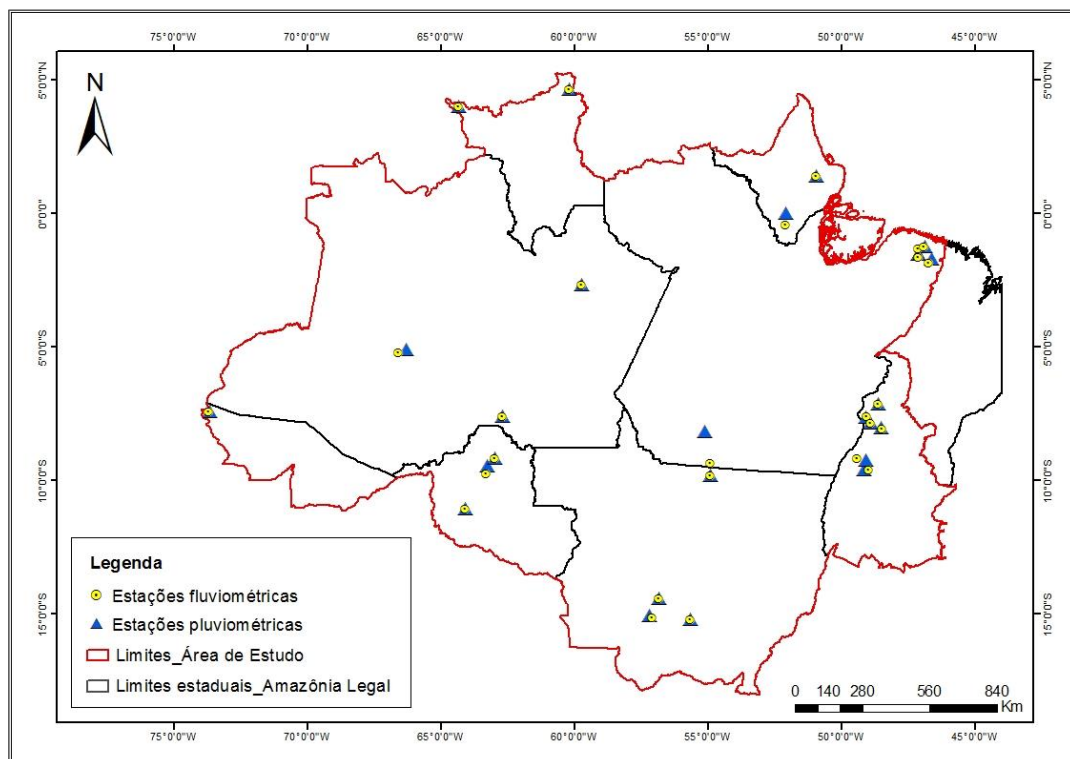 75°0'0"W 70°0'0"W 65°0'0"W 60°0'0"W 55°0'0"W 50°0'0"W 45°0'0"W
N
5°0'0"N 5°0'0"N
0°0'0" 0°0'0"
5°0'0"S 5°0'0"S
10°0'0"S 10°0'0"S
15°0'0"S 15°0'0"S
Legenda
Estações fluviométricas
Estações pluviométricas
Limites_Área de Estudo
Limites estaduais_Amazônia Legal
0 140 280 560 840
Km
75°0'0"W 70°0'0"W 65°0'0"W 60°0'0"W 55°0'0"W 50°0'0"W 45°0'0"W